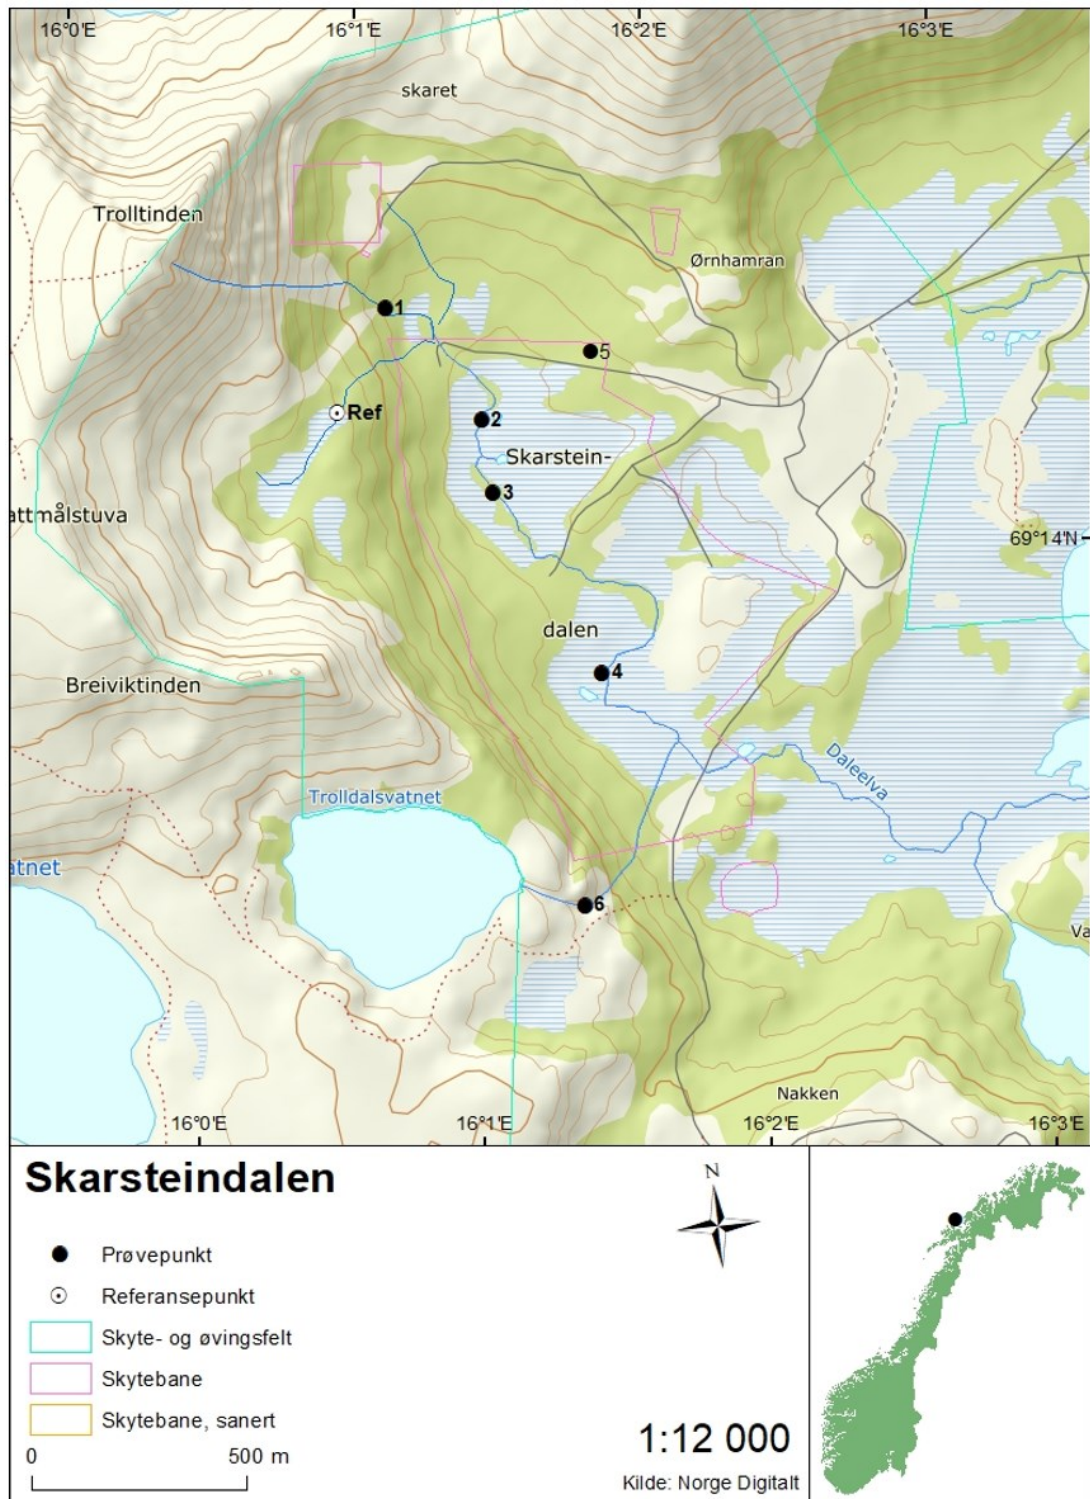 16°0'E 16°1'E 16°2'E 16°3'E
skaret
Trolltinden
Ørnhamran
1
5
Ref
2
Skarstein-
3
attmålstuva
69°14'N
dalen
4
Breiviktinden
Daleelva
Trolldalsvatnet
atnet
6
Va
Nakken
16°0'E 16°1'E 16°2'E 16°3'E
Skarsteindalen
N
Prøvepunkt
Referansepunkt
Skyte- og øvingsfelt
Skytebane
Skytebane, sanert
0 500 m
1:12 000
Kilde: Norge Digitalt